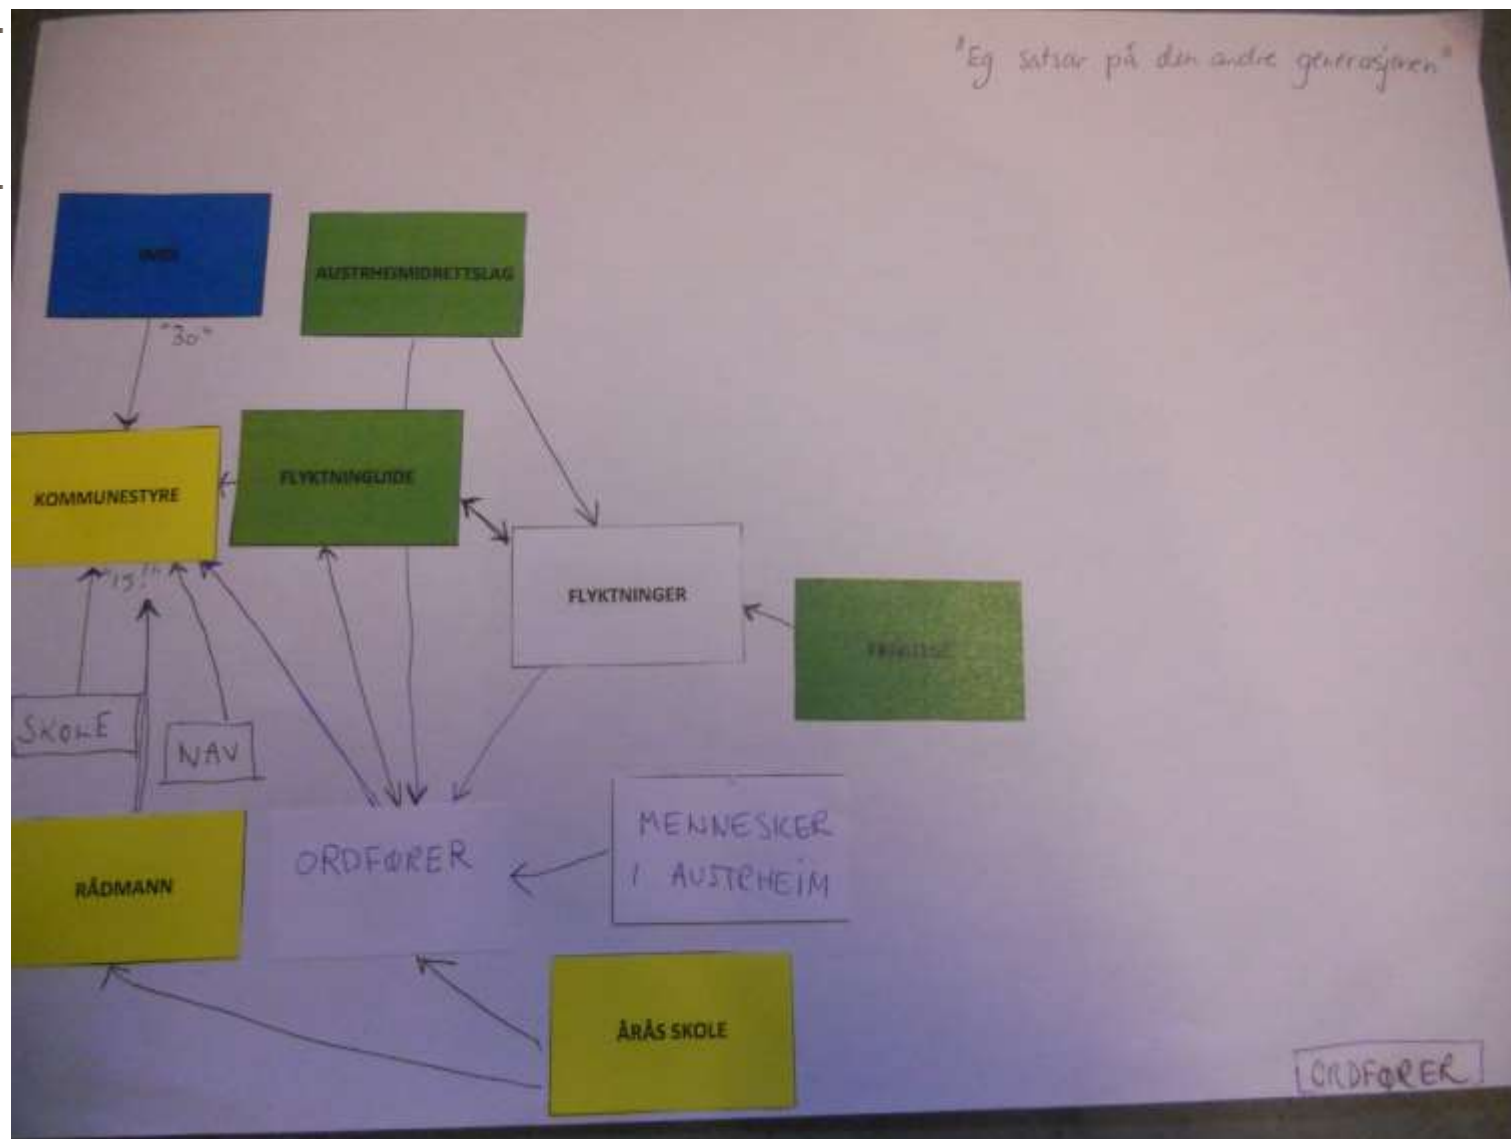 "Eg satsar på den andre generasjonen"
IMDI
AUSTRHEIMIDRETTSLAG
"30"
KOMMUNESTYRE
FLYKTNINGUIDE
FLYKTNINGER
SKOLE
NAV
RÅDMANN
ORDFØRER
MENNESKER
I AUSTRHEIM
ÅRÅS SKOLE
ORDFØRER